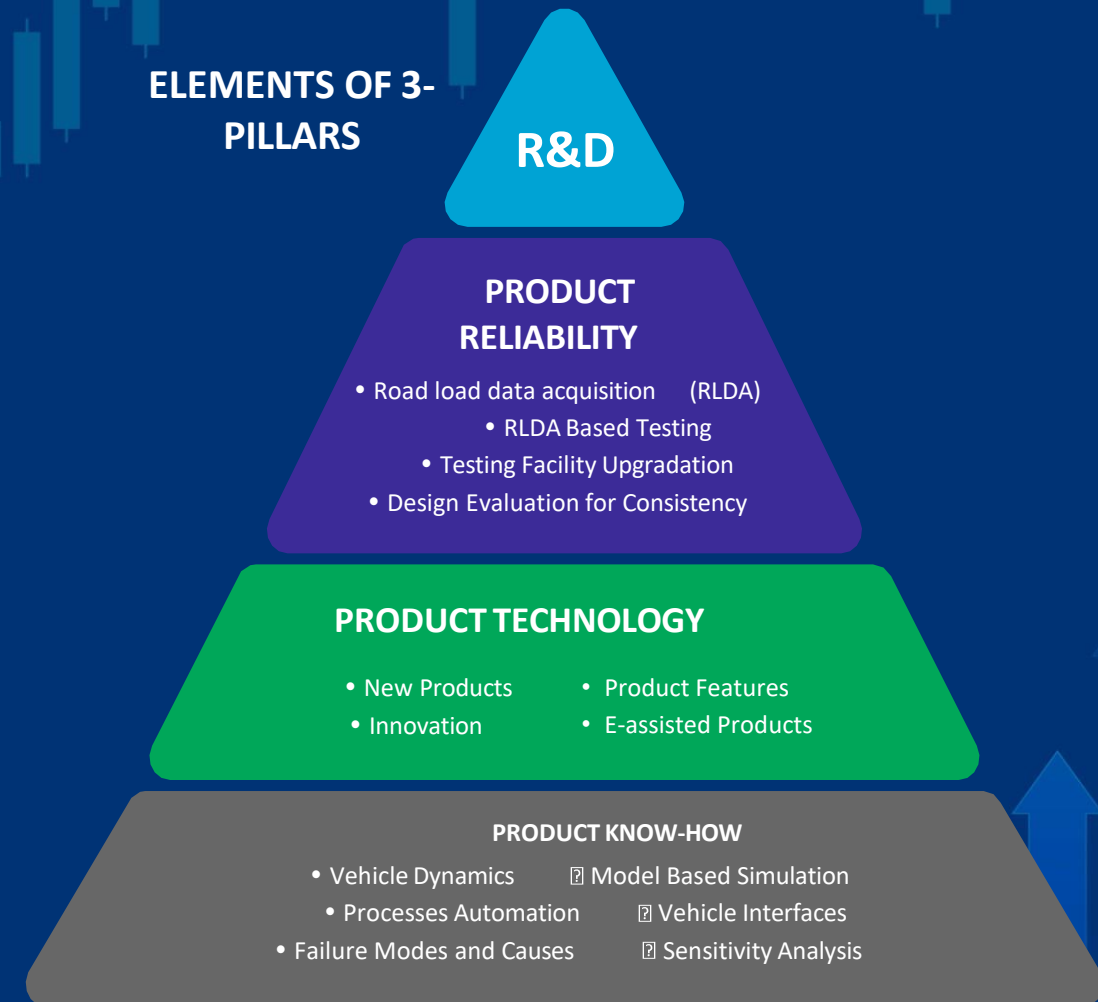 ELEMENTS OF 3-
PILLARS
R&D
PRODUCT
RELIABILITY
• Road load data acquisition (RLDA)
• RLDA Based Testing
• Testing Facility Upgradation
• Design Evaluation for Consistency
PRODUCT TECHNOLOGY
• New Products • Product Features
• Innovation • E-assisted Products
PRODUCT KNOW-HOW
• Vehicle Dynamics ⍰ Model Based Simulation
• Processes Automation ⍰ Vehicle Interfaces
• Failure Modes and Causes ⍰ Sensitivity Analysis